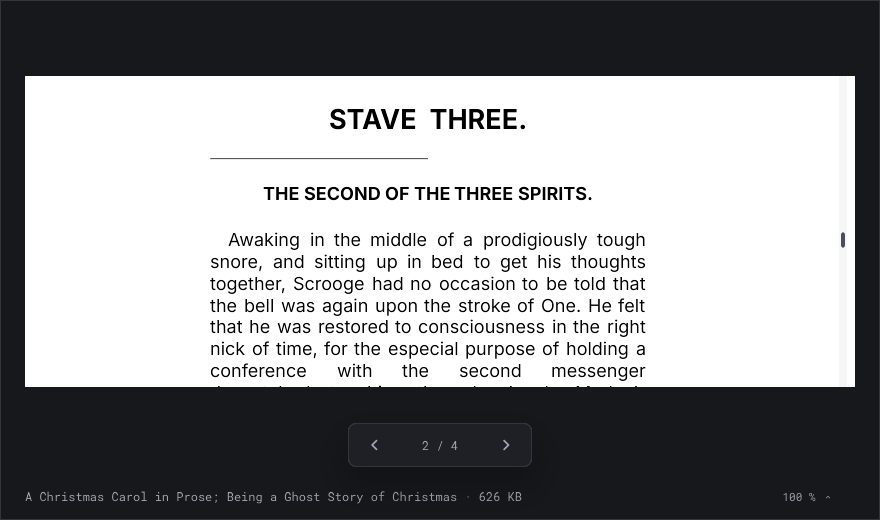 STAVE THREE.
THE SECOND OF THE THREE SPIRITS.
Awaking in the middle of a prodigiously tough
snore, and sitting up in bed to get his thoughts
together, Scrooge had no occasion to be told that
the bell was again upon the stroke of One. He felt
that he was restored to consciousness in the right
nick of time, for the especial purpose of holding a
conference with the second messenger
2 / 4
A Christmas Carol in Prose; Being a Ghost Story of Christmas · 626 KB
100 %